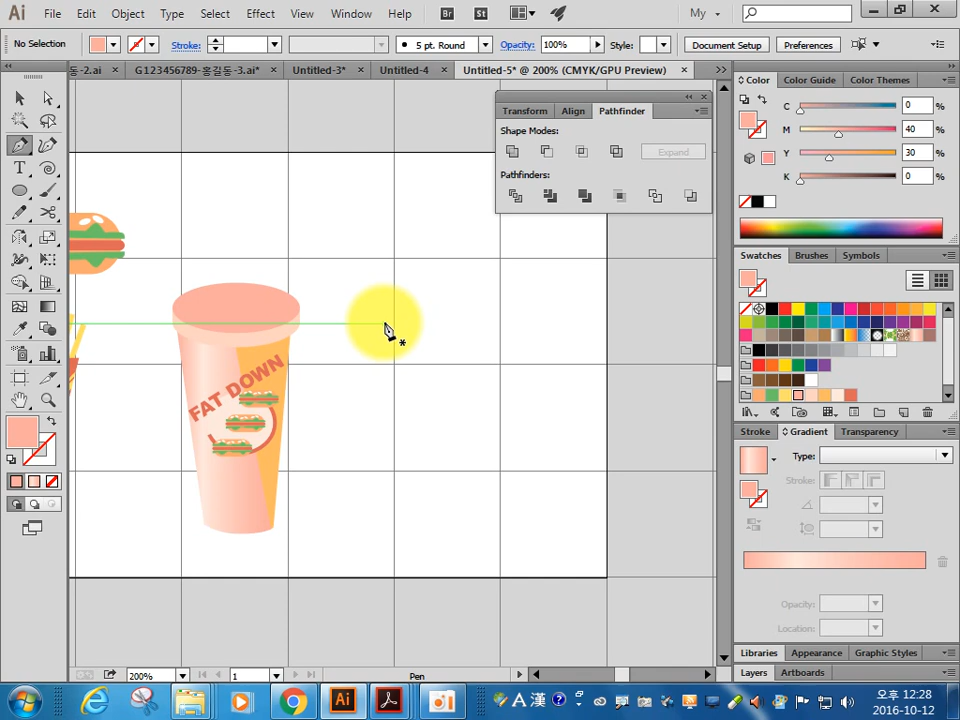 Ai File Edit Object Type Select Effect View Window Help Br St My
No Selection Stroke: 5 pt. Round Opacity: 100% Style: Document Setup Preferences
동-2.ai × G123456789-홍길동-3.ai* × Untitled-3* × Untitled-4 × Untitled-5* @ 200% (CMYK/GPU Preview) ×
Transform Align Pathfinder
Shape Modes:
Expand
Pathfinders:
Color Color Guide Color Themes
C 0 %
M 40 %
Y 30 %
K 0 %
Swatches Brushes Symbols
Stroke Gradient Transparency
Type:
Stroke:
Opacity:
Location:
Libraries Appearance Graphic Styles
Layers Artboards
FAT DOWN
200% 1 Pen
Ai A 漢 ?
오후 12:28
2016-10-12